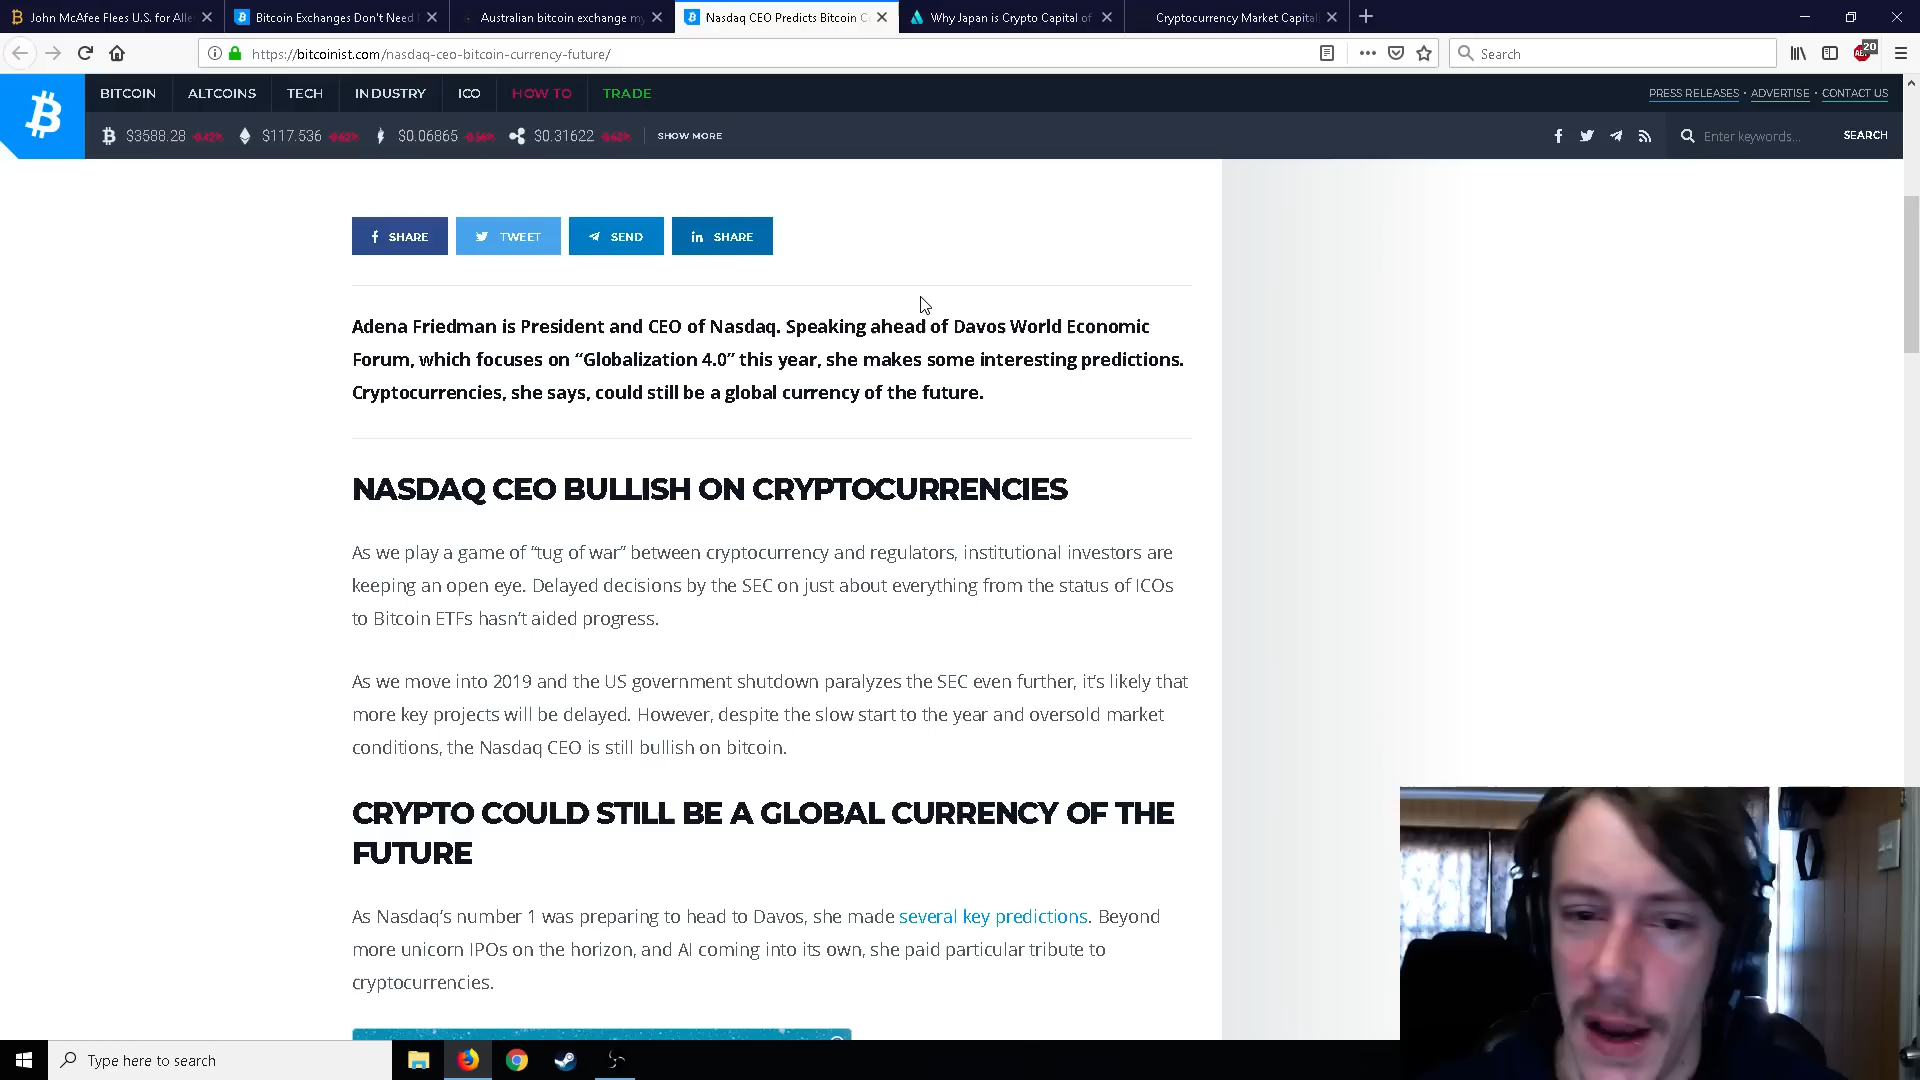 John McAfee Flees U.S. for Alle
Bitcoin Exchanges Don't Need
Australian bitcoin exchange my
Nasdaq CEO Predicts Bitcoin C
Why Japan is Crypto Capital of
Cryptocurrency Market Capital
https://bitcoinist.com/nasdaq-ceo-bitcoin-currency-future/
Search
20
BITCOIN
ALTCOINS
TECH
INDUSTRY
ICO
HOW TO
TRADE
PRESS RELEASES • ADVERTISE • CONTACT US
$3588.28 -0.42%
$117.536 -0.62%
$0.06865 -0.56%
$0.31622 -0.62%
SHOW MORE
Enter keywords...
SEARCH
SHARE
TWEET
SEND
SHARE
Adena Friedman is President and CEO of Nasdaq. Speaking ahead of Davos World Economic
Forum, which focuses on “Globalization 4.0” this year, she makes some interesting predictions.
Cryptocurrencies, she says, could still be a global currency of the future.
NASDAQ CEO BULLISH ON CRYPTOCURRENCIES
As we play a game of “tug of war” between cryptocurrency and regulators, institutional investors are
keeping an open eye. Delayed decisions by the SEC on just about everything from the status of ICOs
to Bitcoin ETFs hasn’t aided progress.
As we move into 2019 and the US government shutdown paralyzes the SEC even further, it’s likely that
more key projects will be delayed. However, despite the slow start to the year and oversold market
conditions, the Nasdaq CEO is still bullish on bitcoin.
CRYPTO COULD STILL BE A GLOBAL CURRENCY OF THE
FUTURE
As Nasdaq’s number 1 was preparing to head to Davos, she made several key predictions. Beyond
more unicorn IPOs on the horizon, and AI coming into its own, she paid particular tribute to
cryptocurrencies.
Type here to search